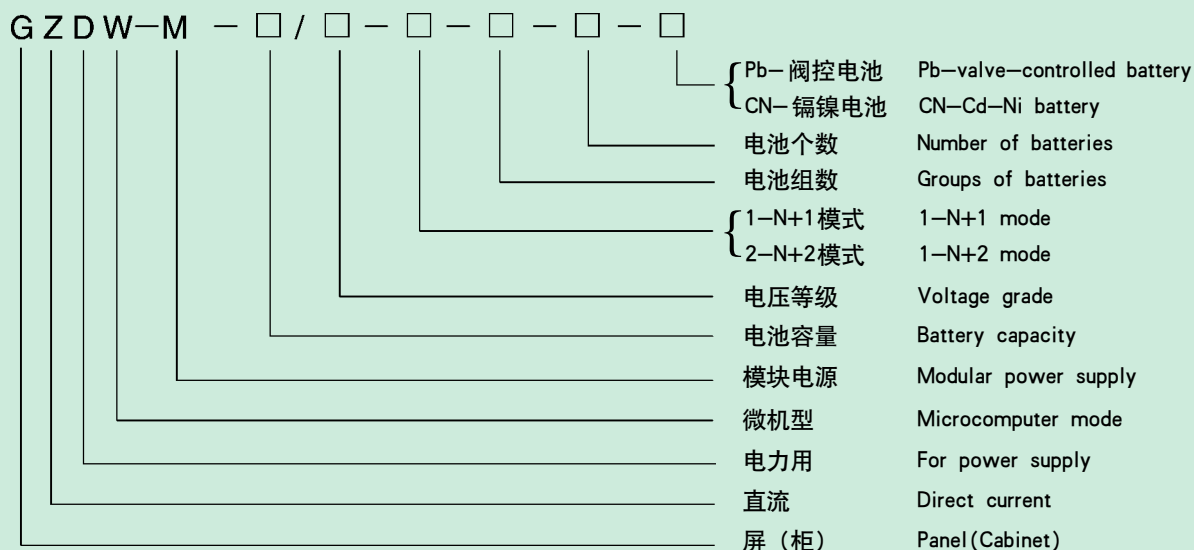 GZDW—M - □/□-□-□-□-□
Pb—阀控电池 Pb—valve—controlled battery
CN—镉镍电池 CN—Cd—Ni battery
电池个数 Number of batteries
电池组数 Groups of batteries
1—N+1模式 1—N+1 mode
2—N+2模式 1—N+2 mode
电压等级 Voltage grade
电池容量 Battery capacity
模块电源 Modular power supply
微机型 Microcomputer mode
电力用 For power supply
直流 Direct current
屏（柜） Panel(Cabinet)